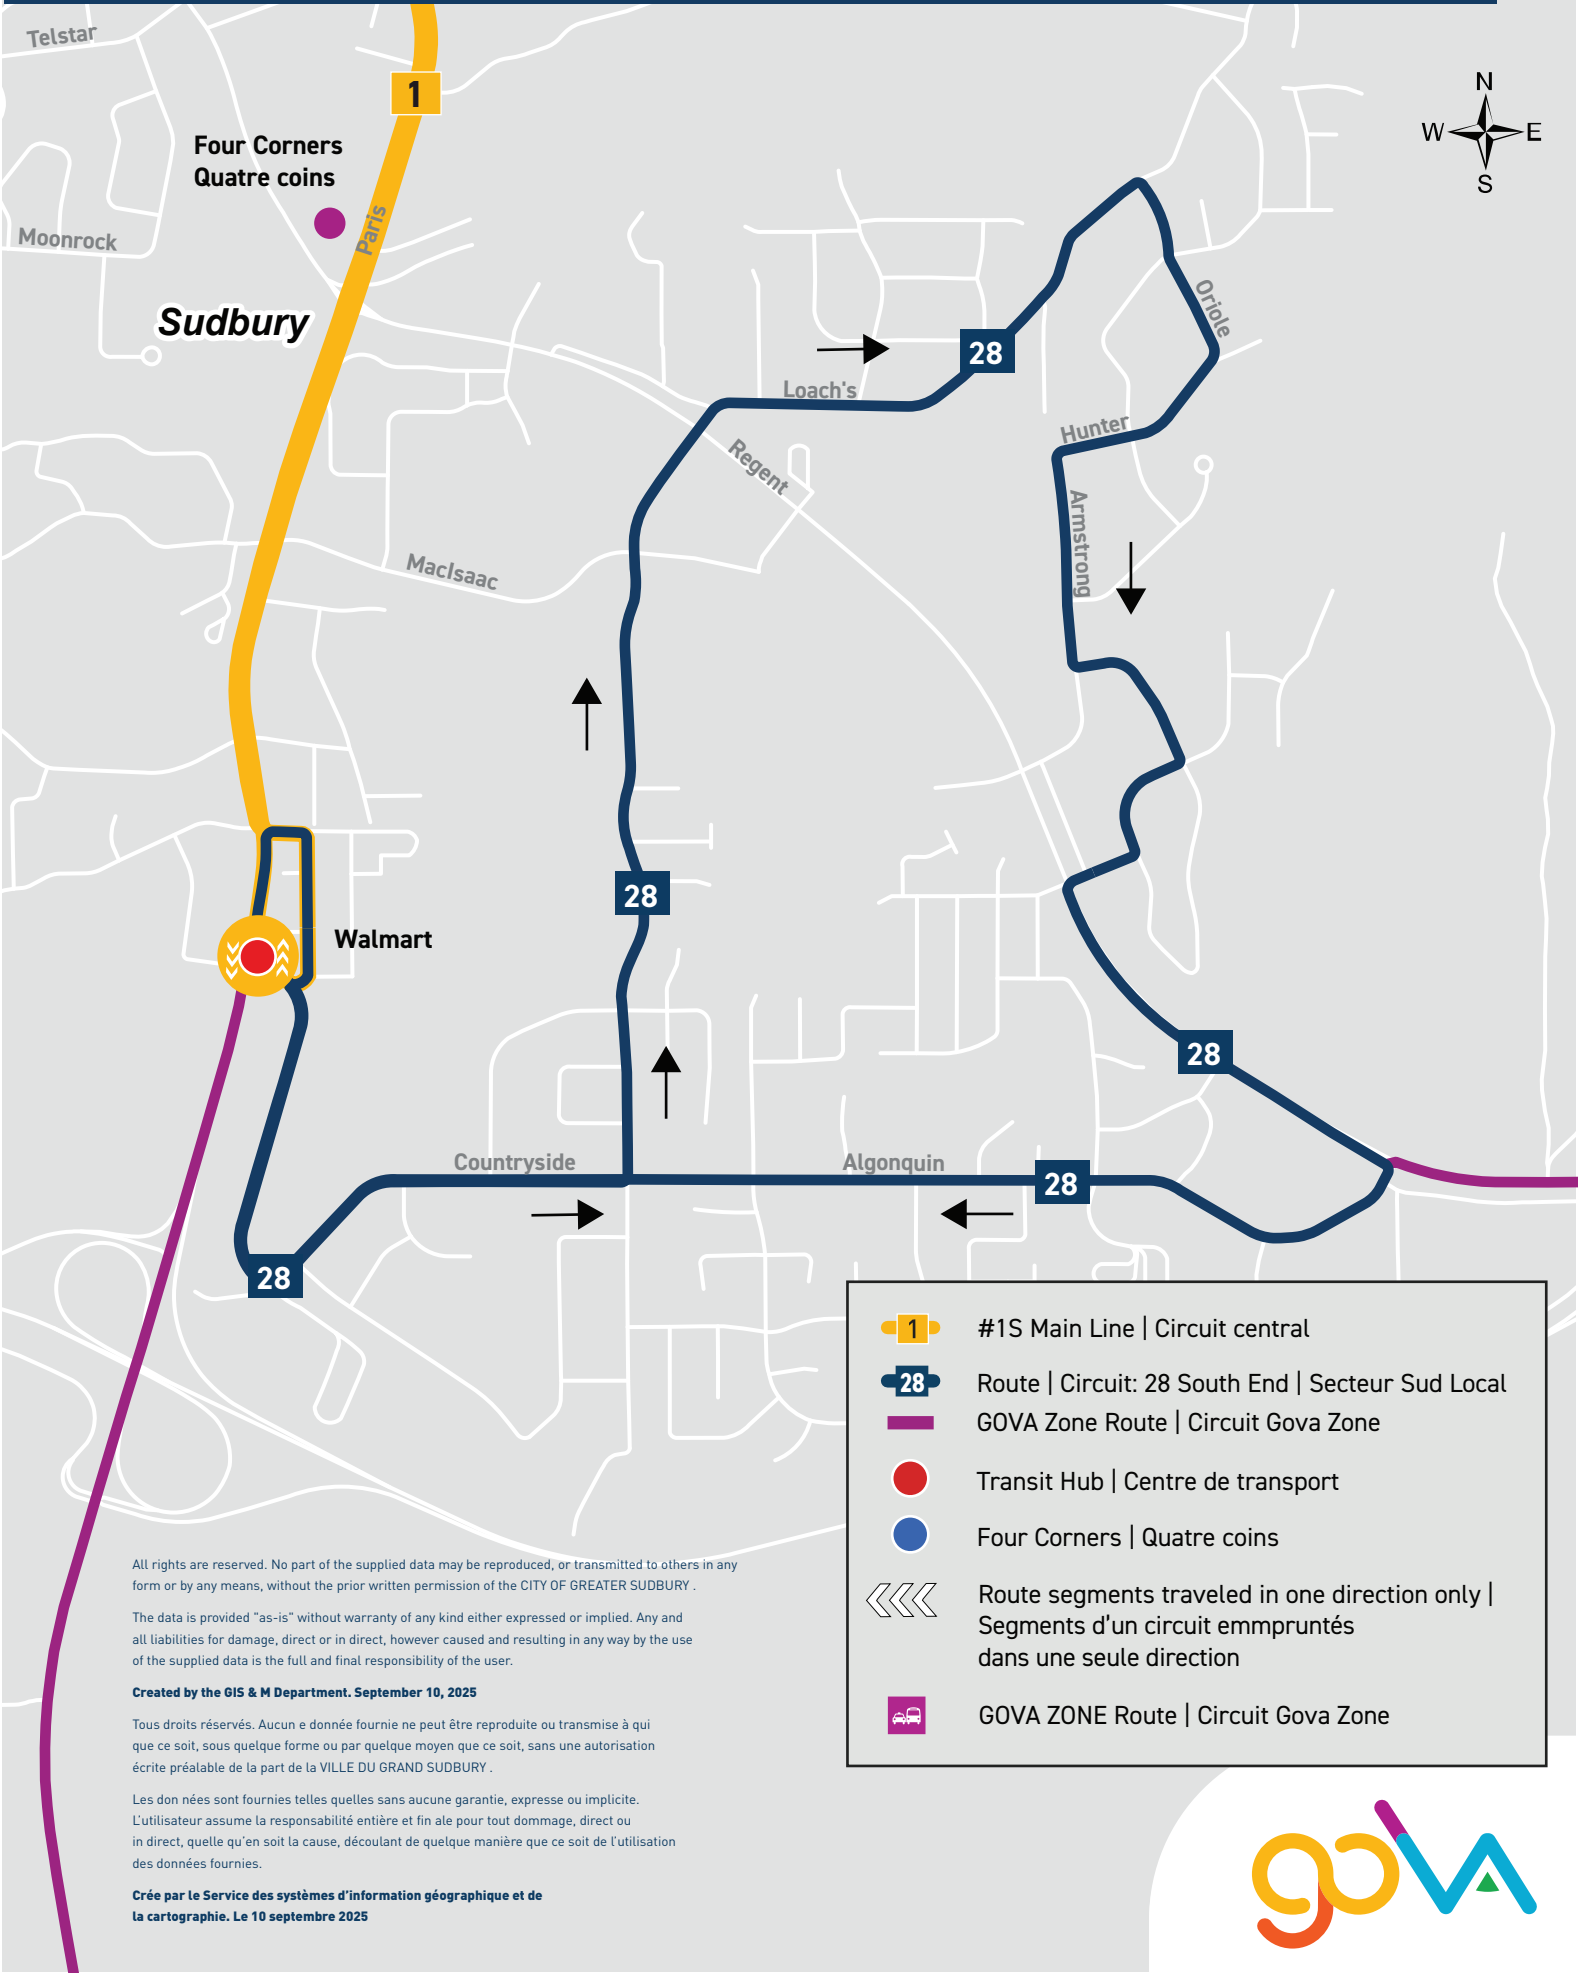 Telstar
1
N
W E
S
Four Corners
Quatre coins
Paris
Moonrock
Sudbury
Oriole
28
Loach's
Hunter
Regent
Armstrong
MacIsaac
28
Walmart
28
Countryside
Algonquin
28
28
1 #1S Main Line | Circuit central
28 Route | Circuit: 28 South End | Secteur Sud Local
GOVA Zone Route | Circuit Gova Zone
Transit Hub | Centre de transport
Four Corners | Quatre coins
Route segments traveled in one direction only |
Segments d'un circuit emmpruntés
dans une seule direction
GOVA ZONE Route | Circuit Gova Zone
All rights are reserved. No part of the supplied data may be reproduced, or transmitted to others in any
form or by any means, without the prior written permission of the CITY OF GREATER SUDBURY .
The data is provided "as-is" without warranty of any kind either expressed or implied. Any and
all liabilities for damage, direct or in direct, however caused and resulting in any way by the use
of the supplied data is the full and final responsibility of the user.
Created by the GIS & M Department. September 10, 2025
Tous droits réservés. Aucun e donnée fournie ne peut être reproduite ou transmise à qui
que ce soit, sous quelque forme ou par quelque moyen que ce soit, sans une autorisation
écrite préalable de la part de la VILLE DU GRAND SUDBURY .
Les don nées sont fournies telles quelles sans aucune garantie, expresse ou implicite.
L'utilisateur assume la responsabilité entière et fin ale pour tout dommage, direct ou
in direct, quelle qu'en soit la cause, découlant de quelque manière que ce soit de l'utilisation
des données fournies.
Crée par le Service des systèmes d'information géographique et de
la cartographie. Le 10 septembre 2025
gova